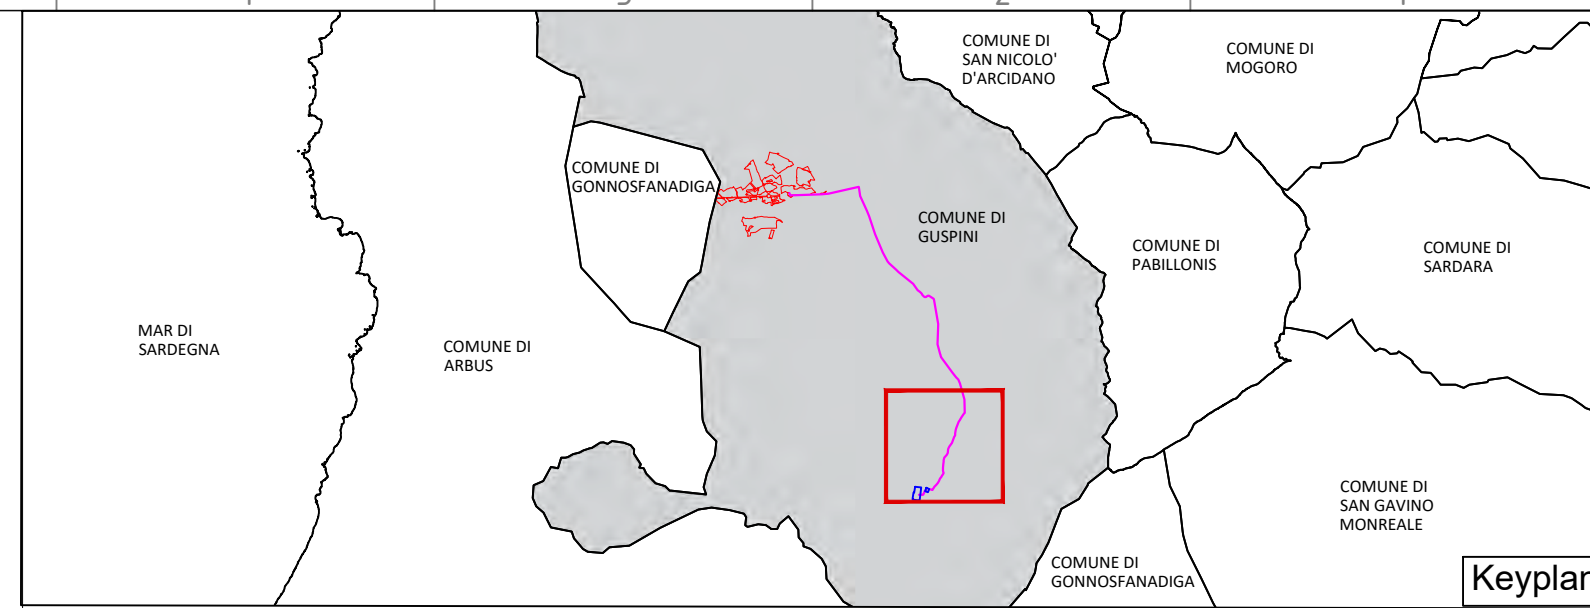 COMUNE DI
SAN NICOLO'
D'ARCIDANO
COMUNE DI
MOGORO
COMUNE DI
GONNOSFANADIGA
COMUNE DI
GUSPINI
COMUNE DI
PABILLONIS
COMUNE DI
SARDARA
MAR DI
SARDEGNA
COMUNE DI
ARBUS
COMUNE DI
SAN GAVINO
MONREALE
COMUNE DI
GONNOSFANADIGA
Keyplan